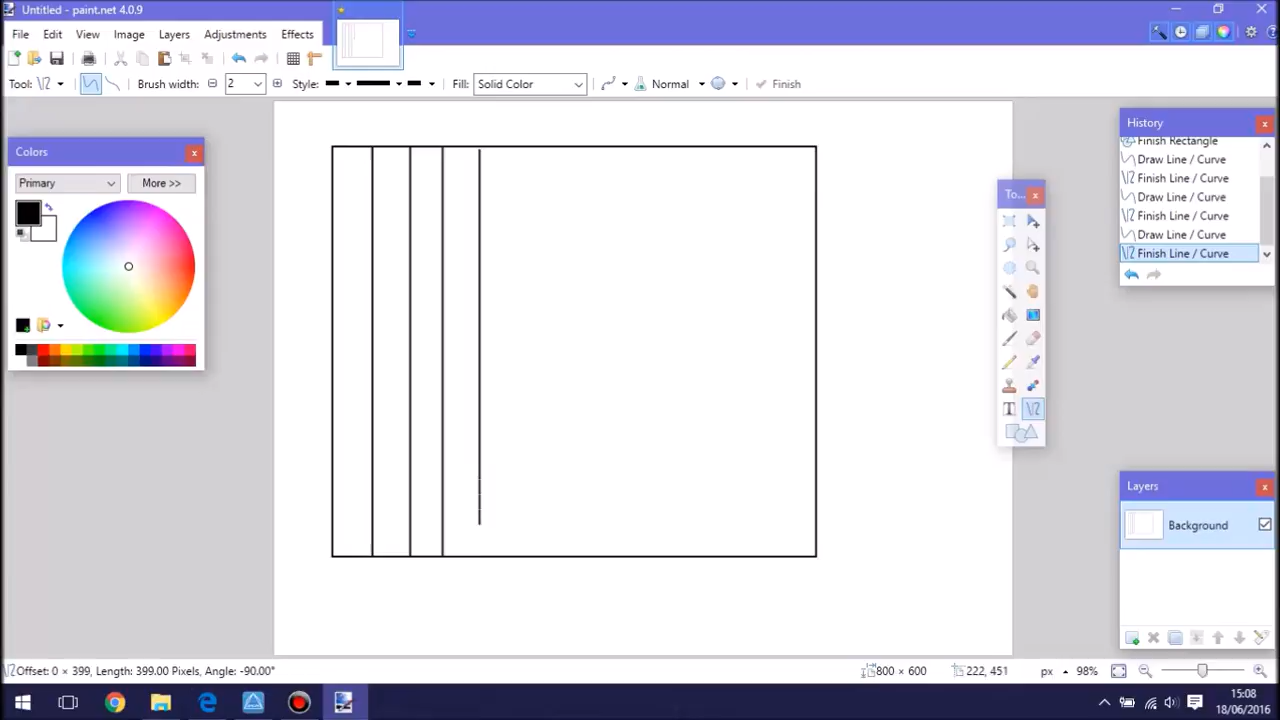 Untitled - paint.net 4.0.9
File Edit View Image Layers Adjustments Effects
Tool: Brush width: 2 Style: Fill: Solid Color Normal Finish
Colors
Primary More >>
To...
History
Finish Rectangle
Draw Line / Curve
Finish Line / Curve
Draw Line / Curve
Finish Line / Curve
Draw Line / Curve
Finish Line / Curve
Layers
Background
Offset: 0 × 399, Length: 399.00 Pixels, Angle: -90.00° 800 × 600 222, 451 px 98%
15:08
18/06/2016